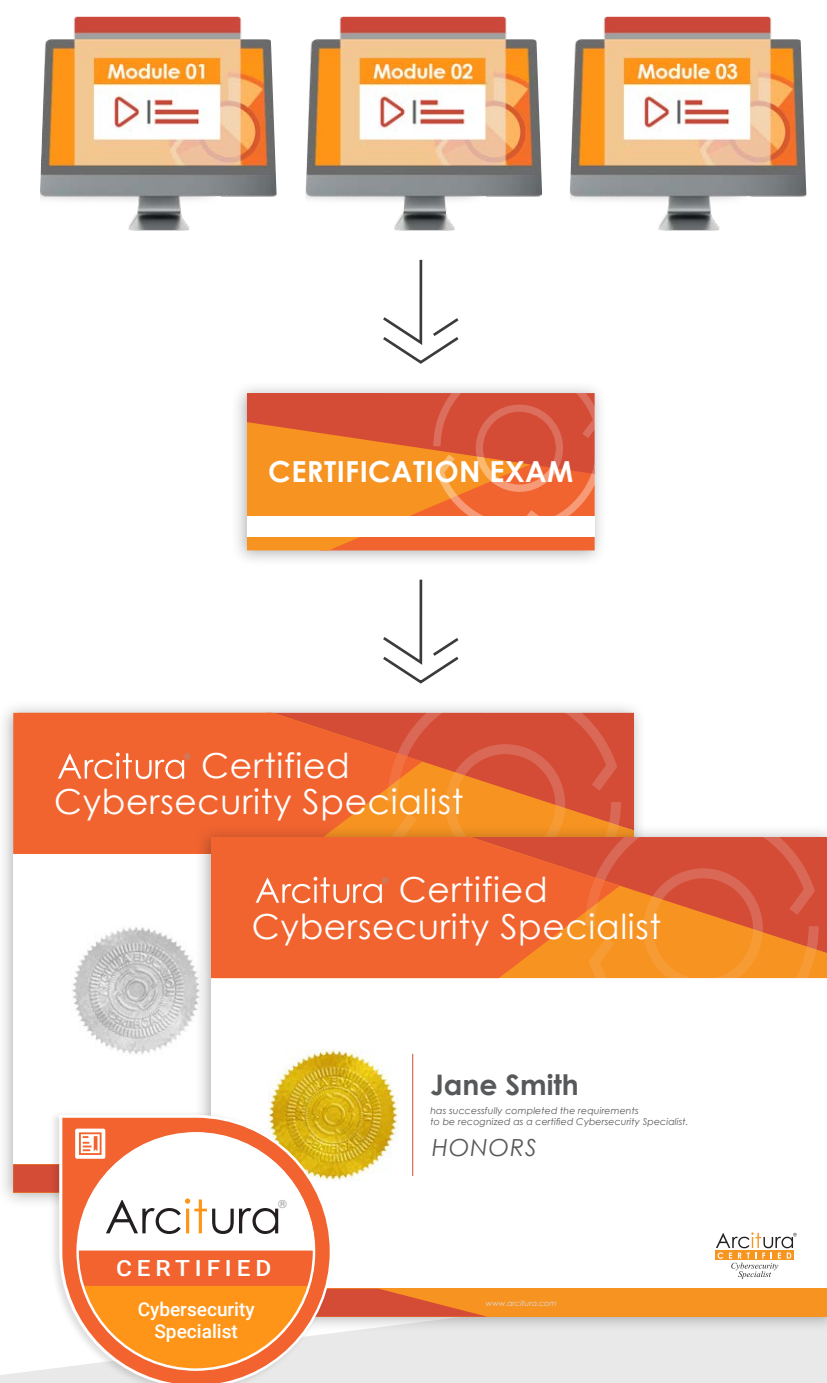 Module 01
Module 02
Module 03
CERTIFICATION EXAM
Arcitura Certified
Cybersecurity Specialist
Arcitura Certified
Cybersecurity Specialist
Jane Smith
has successfully completed the requirements
to be recognized as a certified Cybersecurity Specialist.
HONORS
Arcitura®
CERTIFIED
Cybersecurity
Specialist
Arcitura®
CERTIFIED
Cybersecurity
Specialist
www.arcitura.com